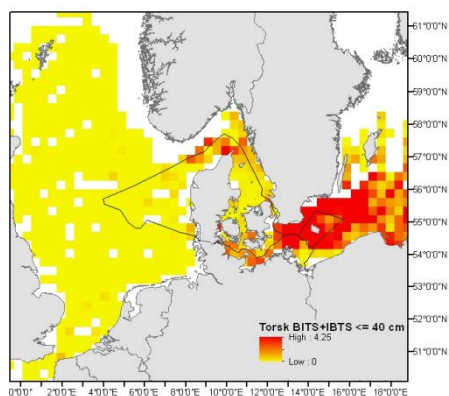 61°0'0"N
60°0'0"N
59°0'0"N
58°0'0"N
57°0'0"N
56°0'0"N
55°0'0"N
54°0'0"N
53°0'0"N
52°0'0"N
51°0'0"N
Torsk BITS+IBTS <= 40 cm
High : 4.25
Low : 0
0°0'0" 2°0'0"E 4°0'0"E 6°0'0"E 8°0'0"E 10°0'0"E 12°0'0"E 14°0'0"E 16°0'0"E 18°0'0"E